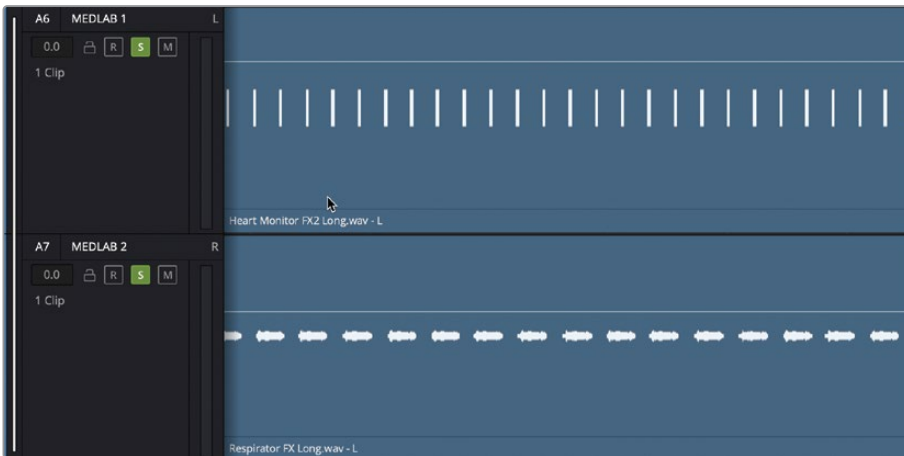 A6 MEDLAB 1 L
0.0 R S M
1 Clip
Heart Monitor FX2 Long.wav - L
A7 MEDLAB 2 R
0.0 R S M
1 Clip
Respirator FX Long.wav - L